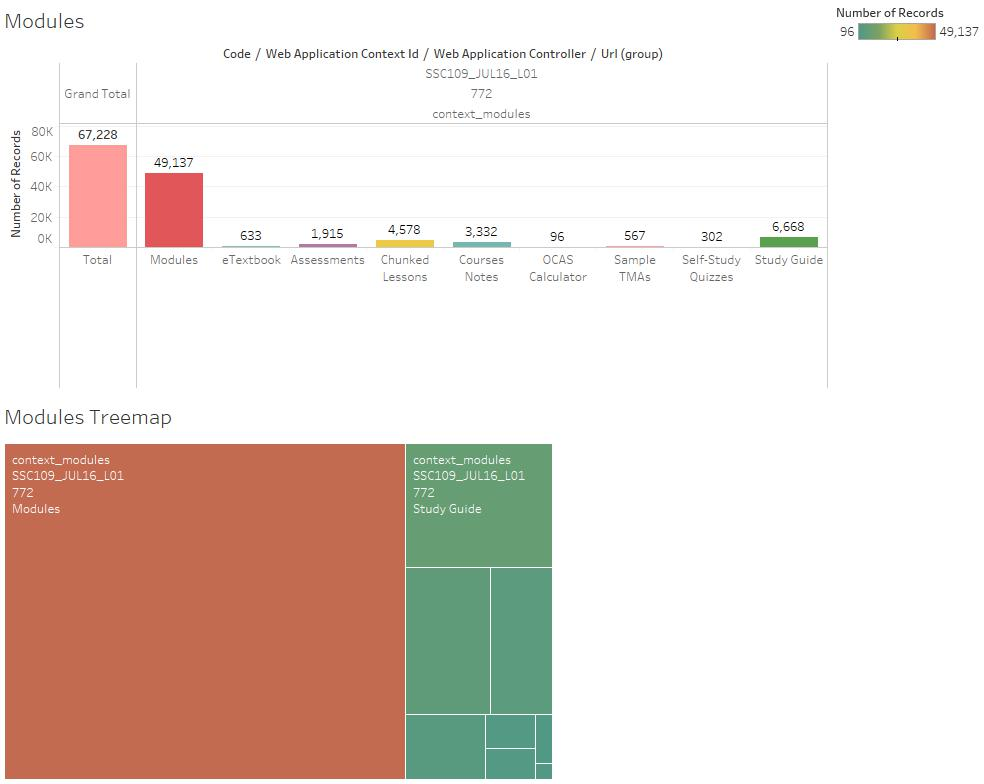 Modules
Number of Records
96 49,137
Code / Web Application Context Id / Web Application Controller / Url (group)
SSC109_JUL16_L01
Grand Total
772
context_modules
Number of Records
80K
60K
40K
20K
0K
67,228
49,137
633
1,915
4,578
3,332
96
567
302
6,668
Total
Modules
eTextbook
Assessments
Chunked
Lessons
Courses
Notes
OCAS
Calculator
Sample
TMAs
Self-Study
Quizzes
Study Guide
Modules Treemap
context_modules
SSC109_JUL16_L01
772
Modules
context_modules
SSC109_JUL16_L01
772
Study Guide